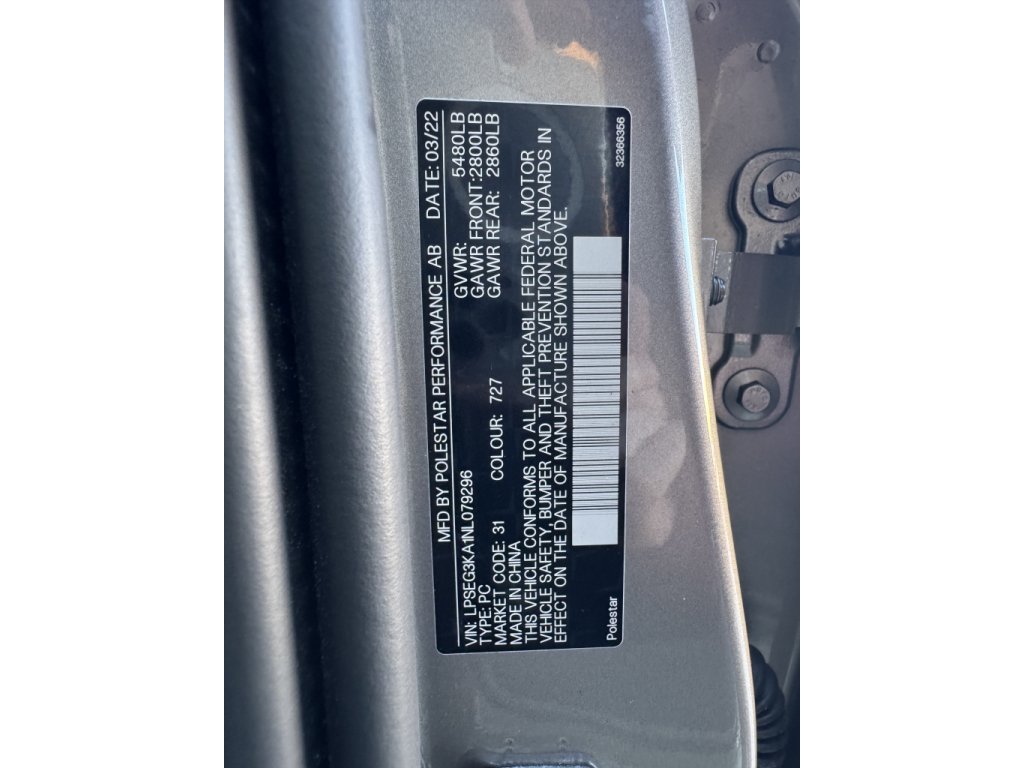 MFD BY POLESTAR PERFORMANCE AB DATE: 03/22
GVWR: 5480LB
GAWR FRONT:2800LB
GAWR REAR: 2860LB
VIN: LPSEG3KA1NL079296
TYPE: PC
MARKET CODE: 31 COLOUR: 727
MADE IN CHINA
THIS VEHICLE CONFORMS TO ALL APPLICABLE FEDERAL MOTOR
VEHICLE SAFETY, BUMPER AND THEFT PREVENTION STANDARDS IN
EFFECT ON THE DATE OF MANUFACTURE SHOWN ABOVE.
Polestar 32366356